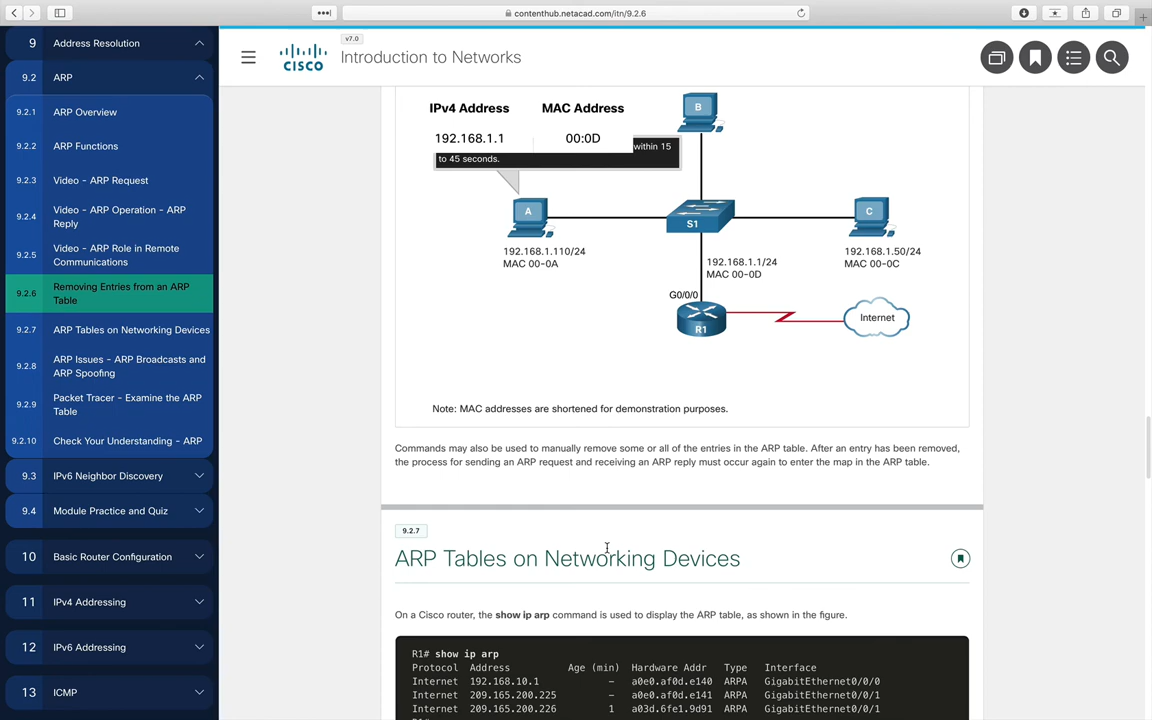 contenthub.netacad.com/itn/9.2.6
9 Address Resolution
9.2 ARP
9.2.1 ARP Overview
9.2.2 ARP Functions
9.2.3 Video - ARP Request
9.2.4 Video - ARP Operation - ARP
Reply
9.2.5 Video - ARP Role in Remote
Communications
9.2.6 Removing Entries from an ARP
Table
9.2.7 ARP Tables on Networking Devices
9.2.8 ARP Issues - ARP Broadcasts and
ARP Spoofing
9.2.9 Packet Tracer - Examine the ARP
Table
9.2.10 Check Your Understanding - ARP
9.3 IPv6 Neighbor Discovery
9.4 Module Practice and Quiz
10 Basic Router Configuration
11 IPv4 Addressing
12 IPv6 Addressing
13 ICMP
v7.0
CISCO
Introduction to Networks
IPv4 Address MAC Address
192.168.1.1 00:0D
within 15
to 45 seconds.
B
A
S1
C
192.168.1.110/24
MAC 00-0A
192.168.1.1/24
MAC 00-0D
192.168.1.50/24
MAC 00-0C
G0/0/0
R1
Internet
Note: MAC addresses are shortened for demonstration purposes.
Commands may also be used to manually remove some or all of the entries in the ARP table. After an entry has been removed,
the process for sending an ARP request and receiving an ARP reply must occur again to enter the map in the ARP table.
9.2.7
ARP Tables on Networking Devices
On a Cisco router, the show ip arp command is used to display the ARP table, as shown in the figure.
R1# show ip arp
Protocol Address Age (min) Hardware Addr Type Interface
Internet 192.168.10.1 - a0e0.af0d.e140 ARPA GigabitEthernet0/0/0
Internet 209.165.200.225 - a0e0.af0d.e141 ARPA GigabitEthernet0/0/1
Internet 209.165.200.226 1 a03d.6fe1.9d91 ARPA GigabitEthernet0/0/1